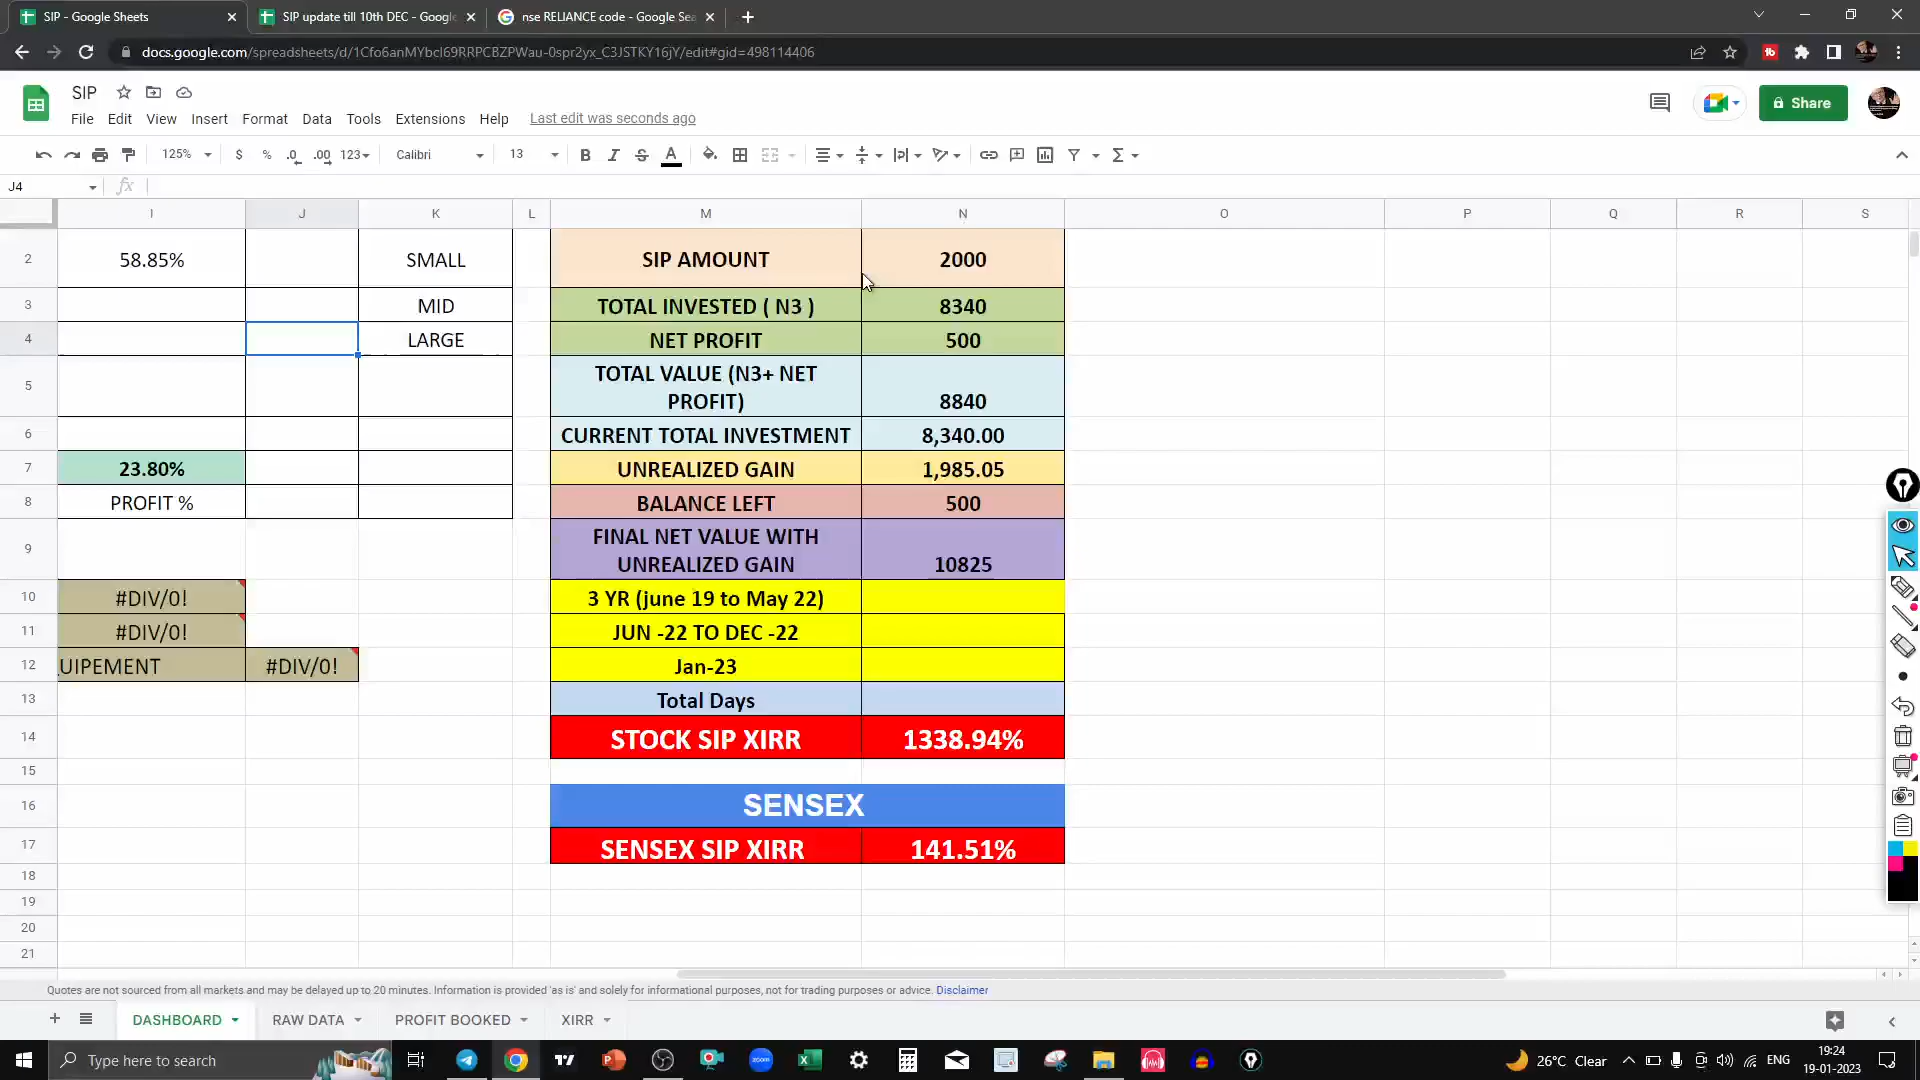 SIP - Google Sheets
SIP update till 10th DEC - Google
nse RELIANCE code - Google Sea
docs.google.com/spreadsheets/d/1Cfo6anMYbcl69RRPCBZPWau-0spr2yx_C3JSTKY16jY/edit#gid=498114406
SIP
File Edit View Insert Format Data Tools Extensions Help Last edit was seconds ago
Share
125% $ % .0 .00 123 Calibri 13 B I S A Σ
J4 fx
I J K L M N O P Q R S
2 58.85% SMALL SIP AMOUNT 2000
3 MID TOTAL INVESTED ( N3 ) 8340
4 LARGE NET PROFIT 500
5 TOTAL VALUE (N3+ NET
PROFIT) 8840
6 CURRENT TOTAL INVESTMENT 8,340.00
7 23.80% UNREALIZED GAIN 1,985.05
8 PROFIT % BALANCE LEFT 500
9 FINAL NET VALUE WITH
UNREALIZED GAIN 10825
10 #DIV/0! 3 YR (june 19 to May 22)
11 #DIV/0! JUN -22 TO DEC -22
12 UIPEMENT #DIV/0! Jan-23
13 Total Days
14 STOCK SIP XIRR 1338.94%
15
16 SENSEX
17 SENSEX SIP XIRR 141.51%
18
19
20
21
Quotes are not sourced from all markets and may be delayed up to 20 minutes. Information is provided 'as is' and solely for informational purposes, not for trading purposes or advice. Disclaimer
DASHBOARD RAW DATA PROFIT BOOKED XIRR
Type here to search
zoom
26°C Clear
ENG
19:24
19-01-2023